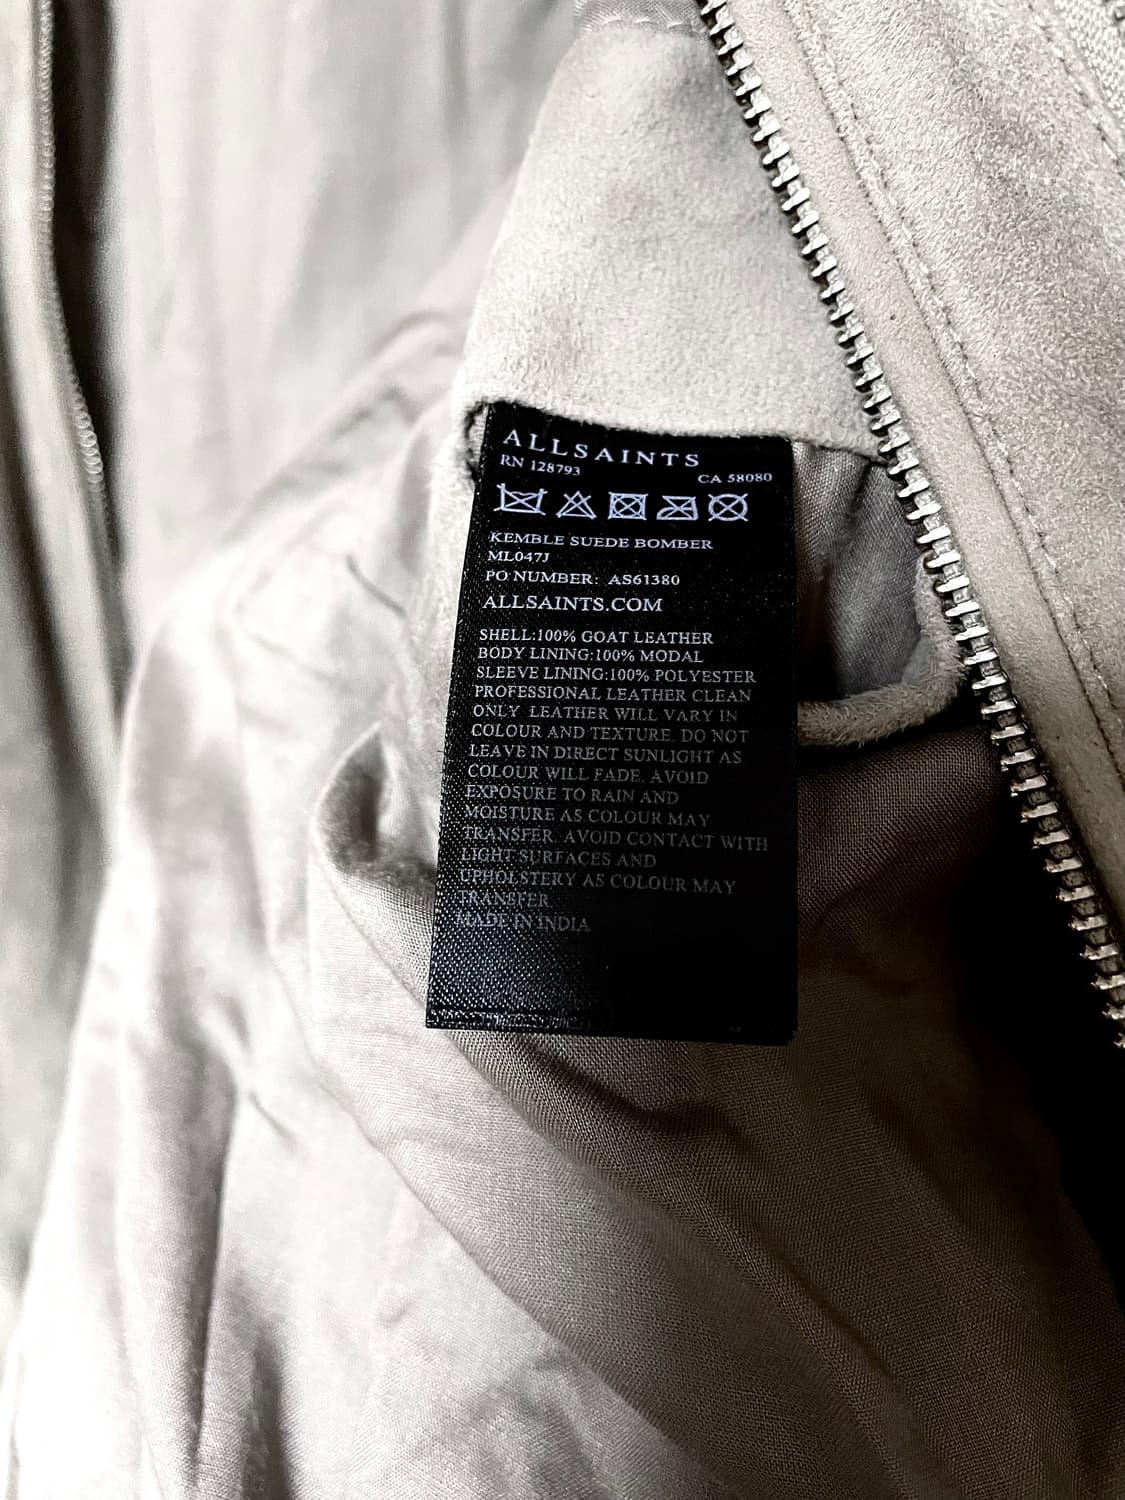 ALLSAINTS
RN 128793 CA 58080
KEMBLE SUEDE BOMBER
ML047J
PO NUMBER: AS61380
ALLSAINTS.COM
SHELL:100% GOAT LEATHER
BODY LINING:100% MODAL
SLEEVE LINING:100% POLYESTER
PROFESSIONAL LEATHER CLEAN
ONLY LEATHER WILL VARY IN
COLOUR AND TEXTURE. DO NOT
LEAVE IN DIRECT SUNLIGHT AS
COLOUR WILL FADE. AVOID
EXPOSURE TO RAIN AND
MOISTURE AS COLOUR MAY
TRANSFER. AVOID CONTACT WITH
LIGHT SURFACES AND
UPHOLSTERY AS COLOUR MAY
TRANSFER
MADE IN INDIA